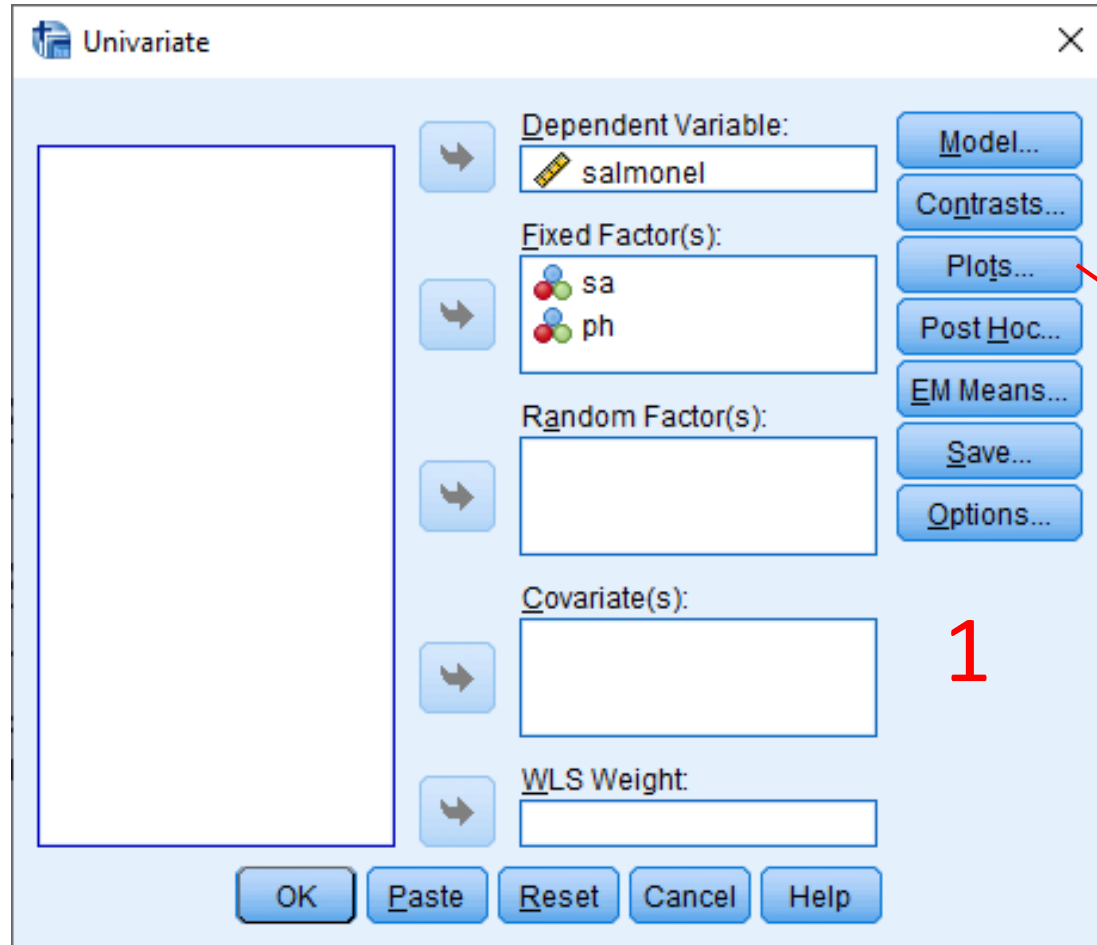 Univariate
Dependent Variable:
salmonel
Fixed Factor(s):
sa
ph
Random Factor(s):
Covariate(s):
WLS Weight:
Model...
Contrasts...
Plots...
Post Hoc...
EM Means...
Save...
Options...
1
OK Paste Reset Cancel Help